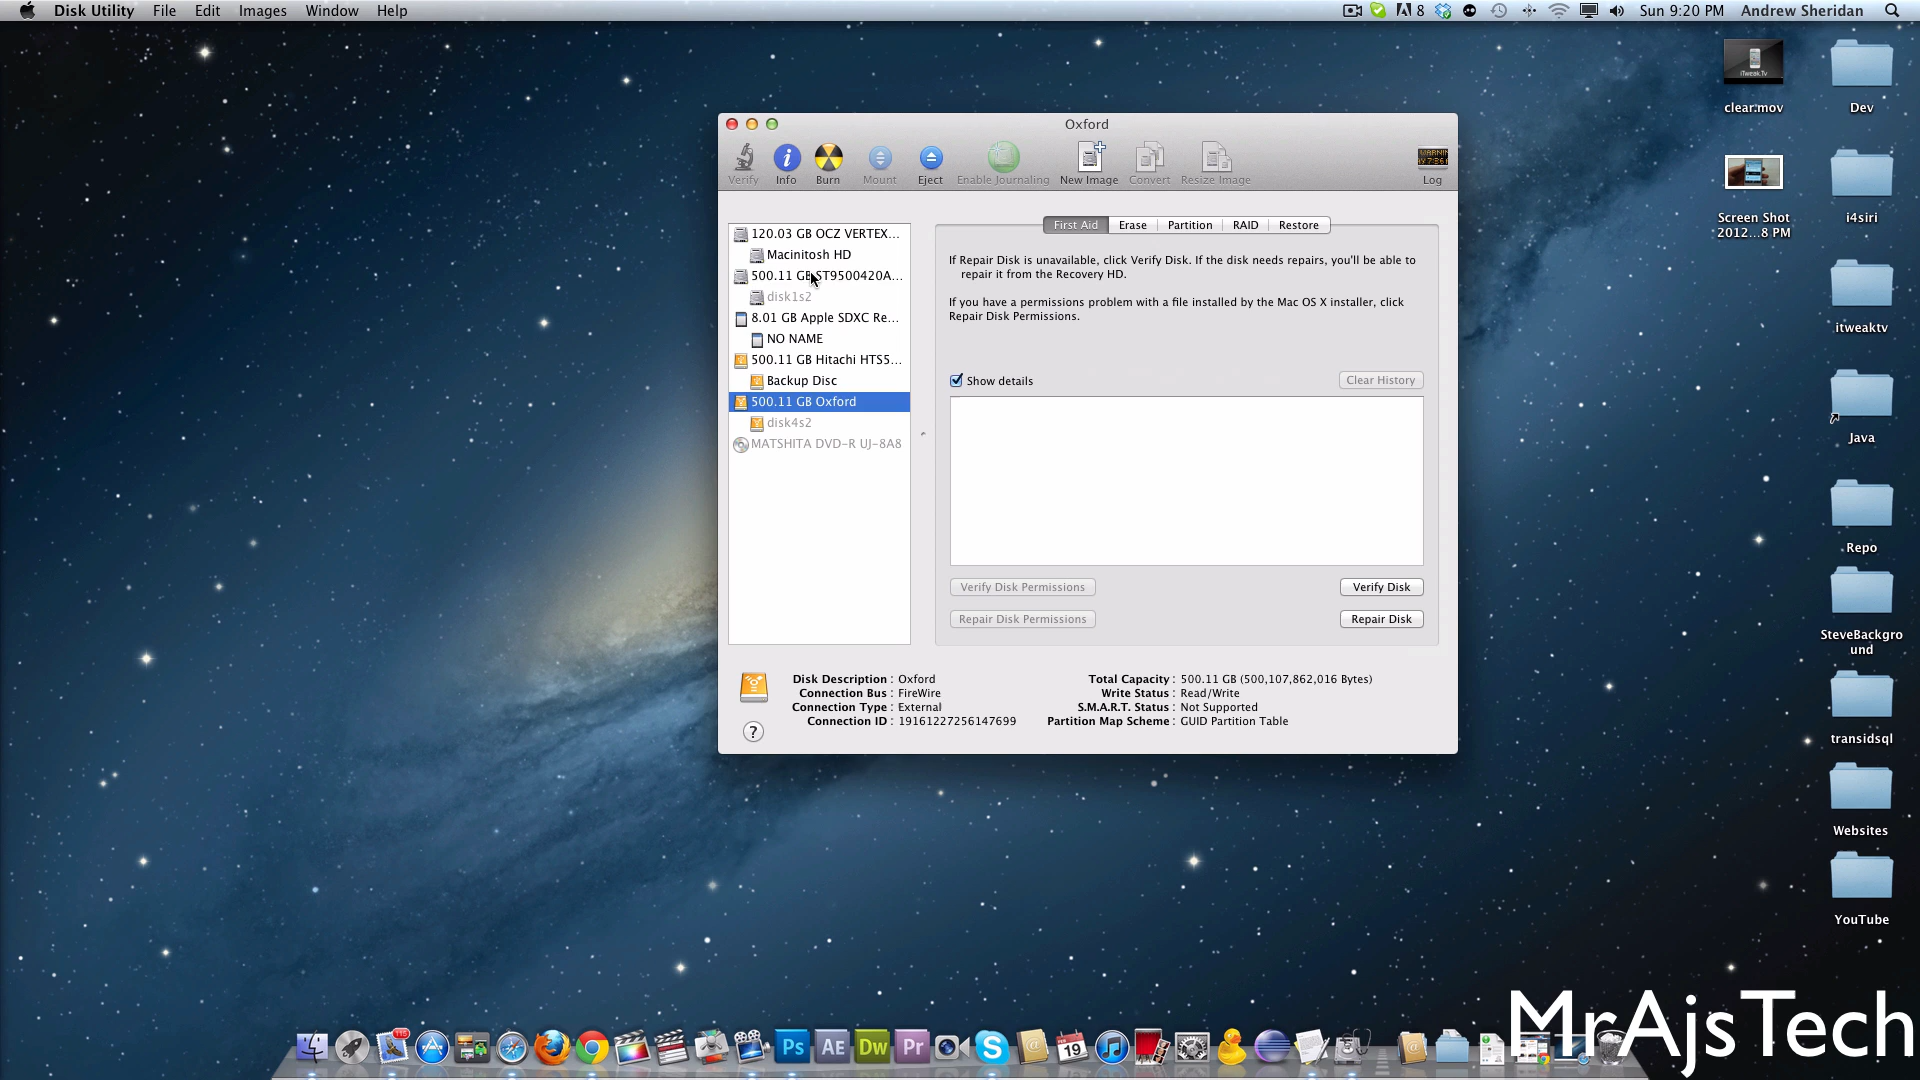 Disk Utility File Edit Images Window Help
8 Sun 9:20 PM Andrew Sheridan
iTweak.Tv
clear.mov
Dev
Screen Shot
2012...8 PM
i4siri
itweaktv
Java
Repo
SteveBackgro
und
transidsql
Websites
YouTube
Oxford
Verify Info Burn Mount Eject Enable Journaling New Image Convert Resize Image Log
120.03 GB OCZ VERTEX...
Macintosh HD
500.11 GB ST9500420A...
disk1s2
8.01 GB Apple SDXC Re...
NO NAME
500.11 GB Hitachi HTS5...
Backup Disc
500.11 GB Oxford
disk4s2
MATSHITA DVD-R UJ-8A8
First Aid Erase Partition RAID Restore
If Repair Disk is unavailable, click Verify Disk. If the disk needs repairs, you'll be able to
repair it from the Recovery HD.
If you have a permissions problem with a file installed by the Mac OS X installer, click
Repair Disk Permissions.
Show details
Clear History
Verify Disk Permissions
Verify Disk
Repair Disk Permissions
Repair Disk
Disk Description : Oxford
Connection Bus : FireWire
Connection Type : External
Connection ID : 19161227256147699
Total Capacity : 500.11 GB (500,107,862,016 Bytes)
Write Status : Read/Write
S.M.A.R.T. Status : Not Supported
Partition Map Scheme : GUID Partition Table
?
Ps AE Dw Pr
19
MrAjsTech